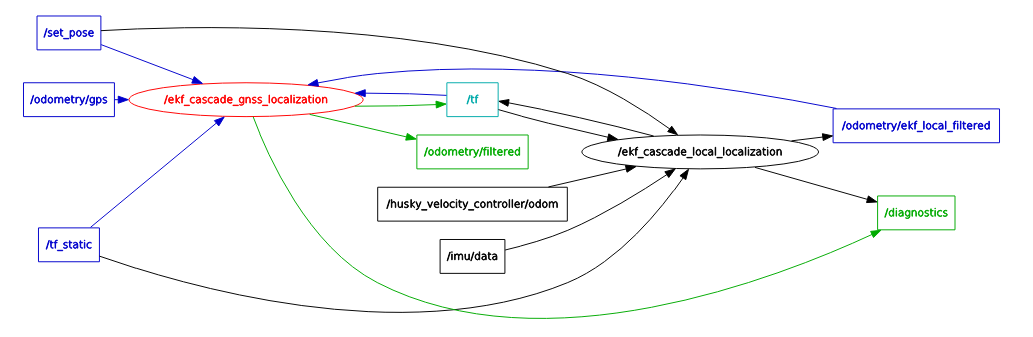 /set_pose
/odometry/gps
/ekf_cascade_gnss_localization
/tf
/odometry/ekf_local_filtered
/odometry/filtered
/ekf_cascade_local_localization
/husky_velocity_controller/odom
/diagnostics
/tf_static
/imu/data